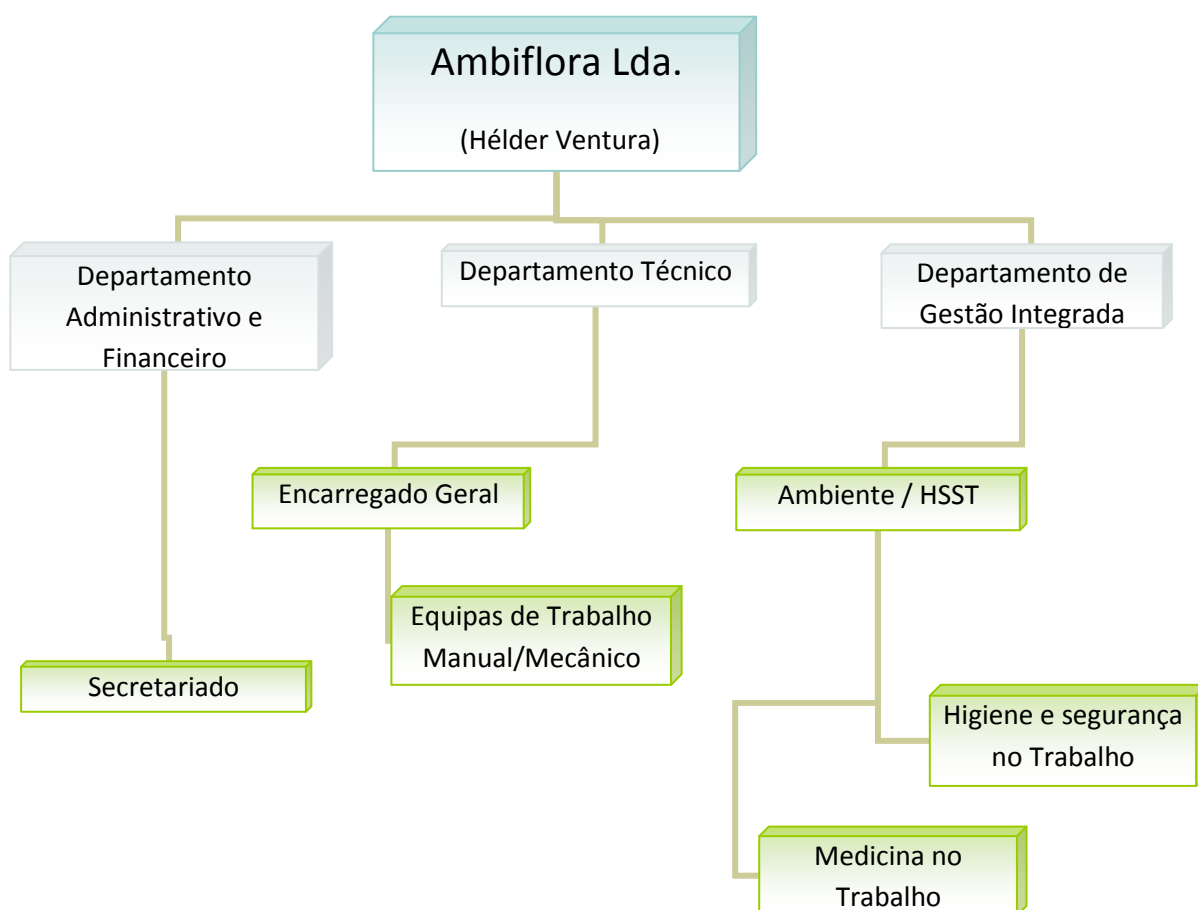 Ambiflora Lda.
(Hélder Ventura)
Departamento
Administrativo e
Financeiro
Departamento Técnico
Departamento de
Gestão Integrada
Encarregado Geral
Ambiente / HSST
Equipas de Trabalho
Manual/Mecânico
Secretariado
Higiene e segurança
no Trabalho
Medicina no
Trabalho